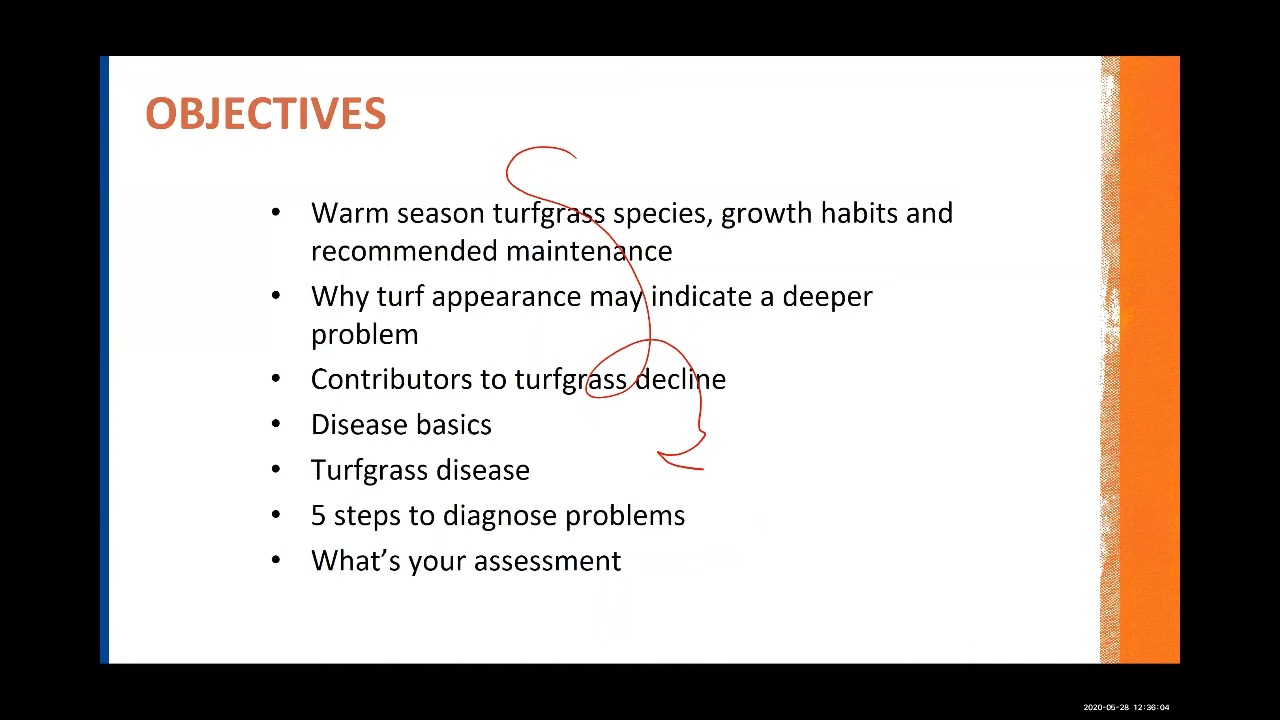 OBJECTIVES
• Warm season turfgrass species, growth habits and
recommended maintenance
• Why turf appearance may indicate a deeper
problem
• Contributors to turfgrass decline
• Disease basics
• Turfgrass disease
• 5 steps to diagnose problems
• What’s your assessment
2020-05-28 12:36:04